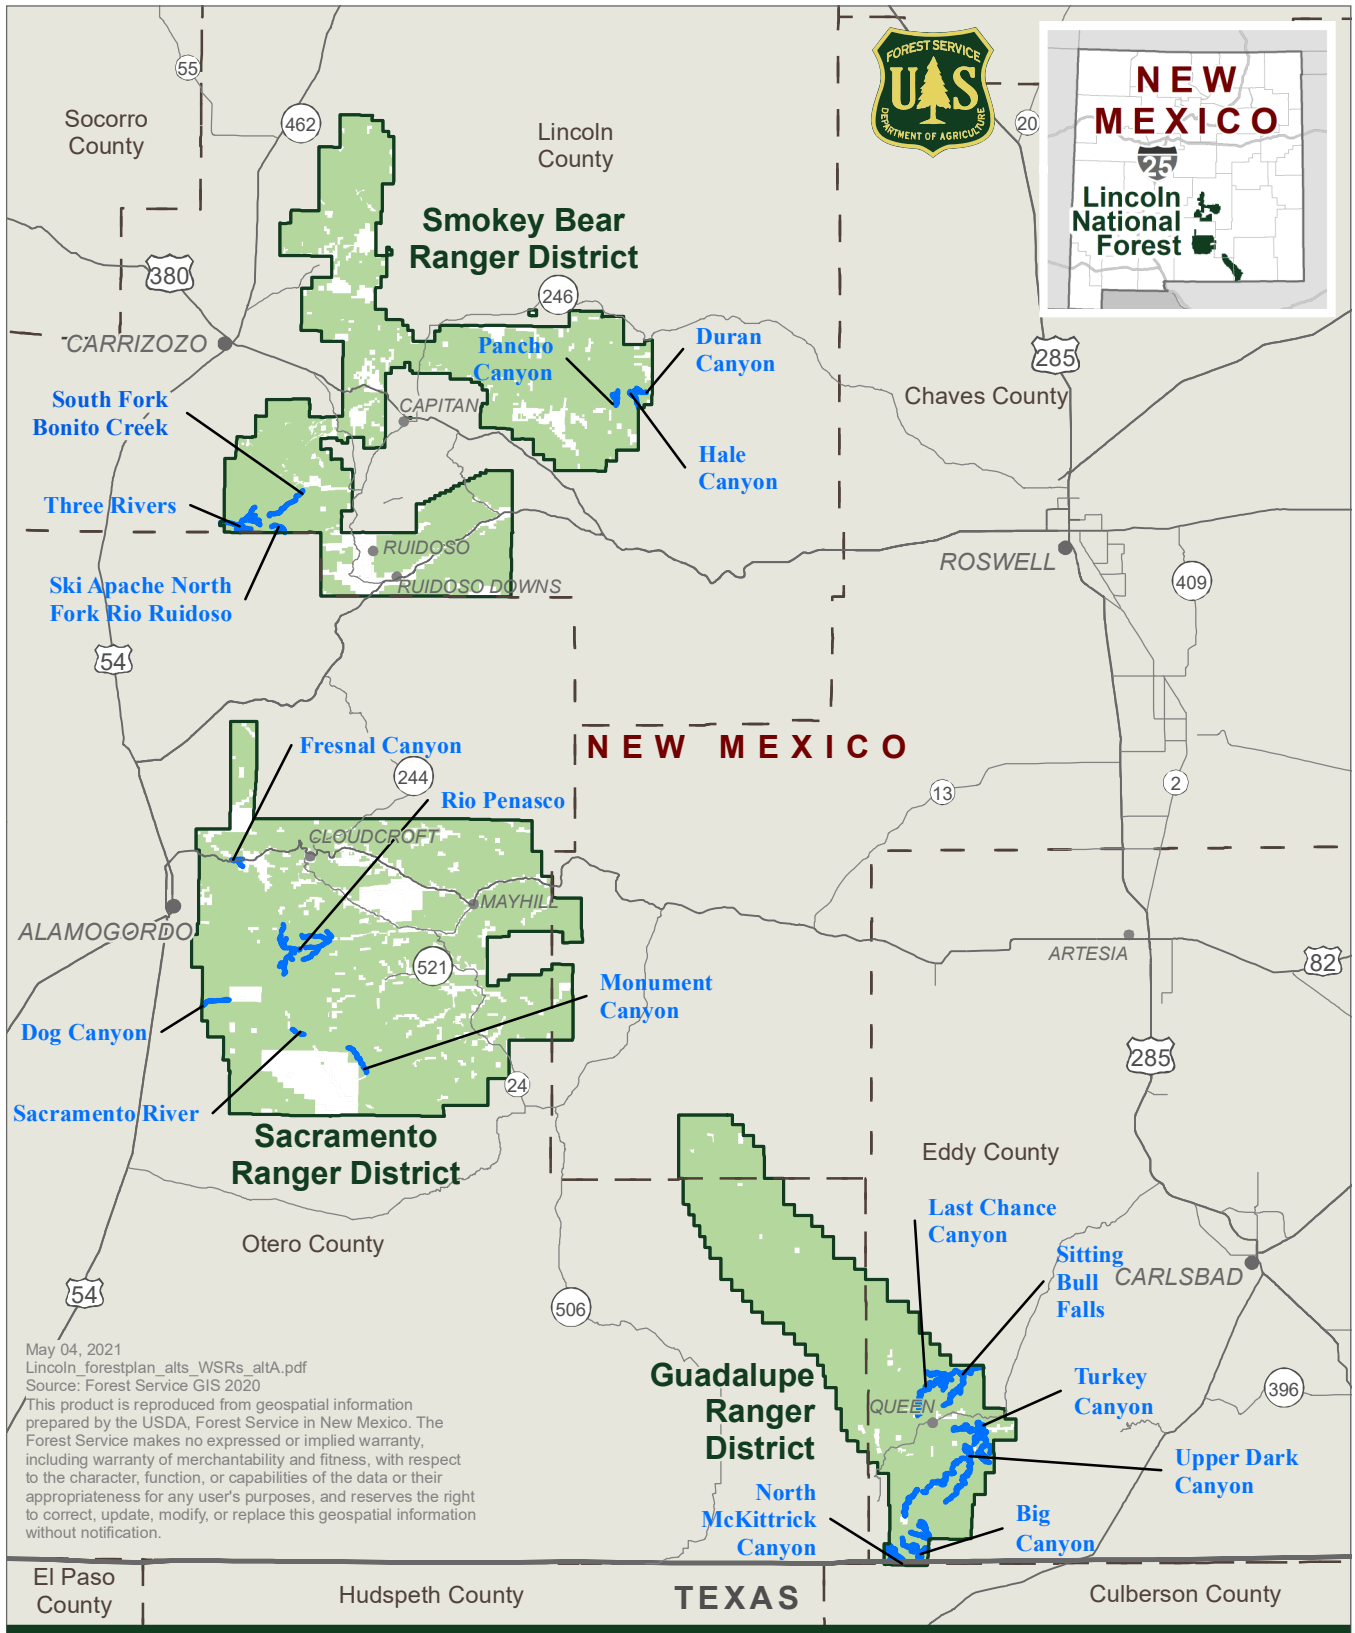 55
Socorro
County
462
Lincoln
County
FOREST SERVICE
U S
DEPARTMENT OF AGRICULTURE
20
NEW
MEXICO
25
Lincoln
National
Forest
Smokey Bear
Ranger District
380
246
CARRIZOZO
Pancho
Canyon
Duran
Canyon
285
Chaves County
South Fork
Bonito Creek
CAPITAN
Hale
Canyon
Three Rivers
RUIDOSO
ROSWELL
409
Ski Apache North
Fork Rio Ruidoso
RUIDOSO DOWNS
54
Fresnal Canyon
NEW MEXICO
244
Rio Penasco
13
2
CLOUDCROFT
MAYHILL
ALAMOGORDO
521
ARTESIA
82
Monument
Canyon
Dog Canyon
285
24
Sacramento River
Sacramento
Ranger District
Eddy County
Last Chance
Canyon
Otero County
Sitting
Bull
Falls
CARLSBAD
54
506
May 04, 2021
Lincoln_forestplan_alts_WSRs_altA.pdf
Source: Forest Service GIS 2020
This product is reproduced from geospatial information
prepared by the USDA, Forest Service in New Mexico. The
Forest Service makes no expressed or implied warranty,
including warranty of merchantability and fitness, with respect
to the character, function, or capabilities of the data or their
appropriateness for any user's purposes, and reserves the right
to correct, update, modify, or replace this geospatial information
without notification.
Guadalupe
Ranger
District
QUEEN
Turkey
Canyon
396
Upper Dark
Canyon
North
McKittrick
Canyon
Big
Canyon
El Paso
County
Hudspeth County
TEXAS
Culberson County